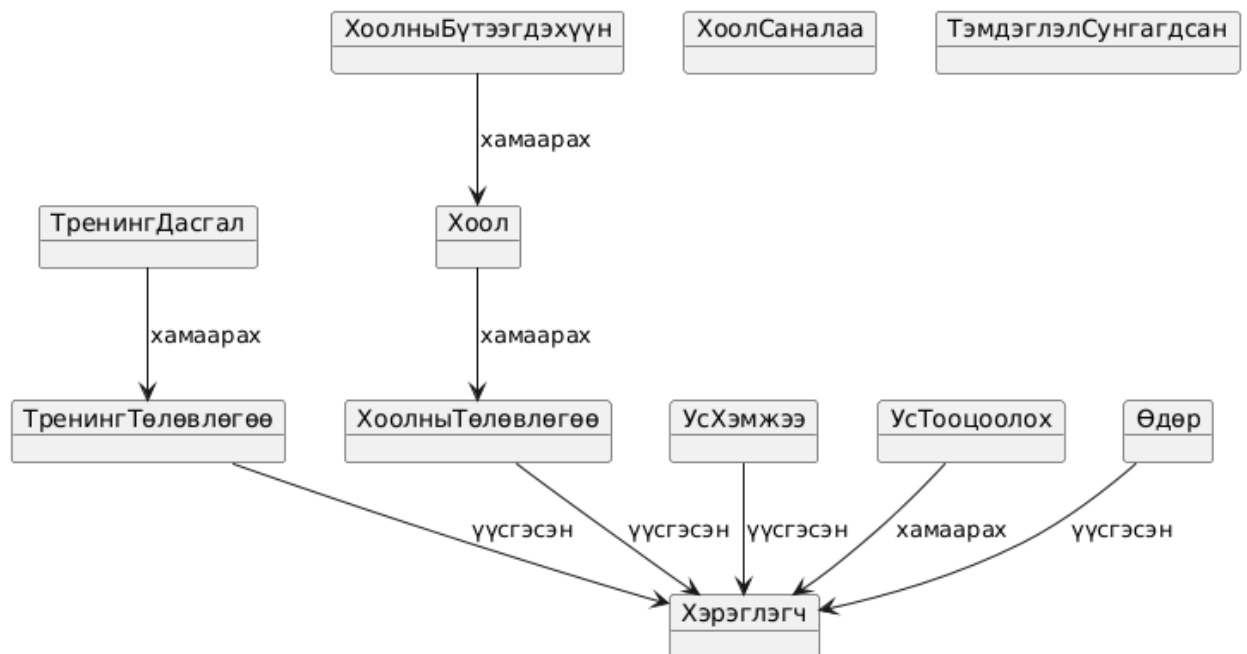 ХоолныБүтээгдэхүүн
ХоолСаналаа
ТэмдэглэлСунгагдсан
хамаарах
ТренингДасгал
Хоол
хамаарах
хамаарах
ТренингТөлөвлөгөө
ХоолныТөлөвлөгөө
УсХэмжээ
УсТооцоолох
Өдөр
үүсгэсэн
үүсгэсэн
үүсгэсэн
хамаарах
үүсгэсэн
Хэрэглэгч